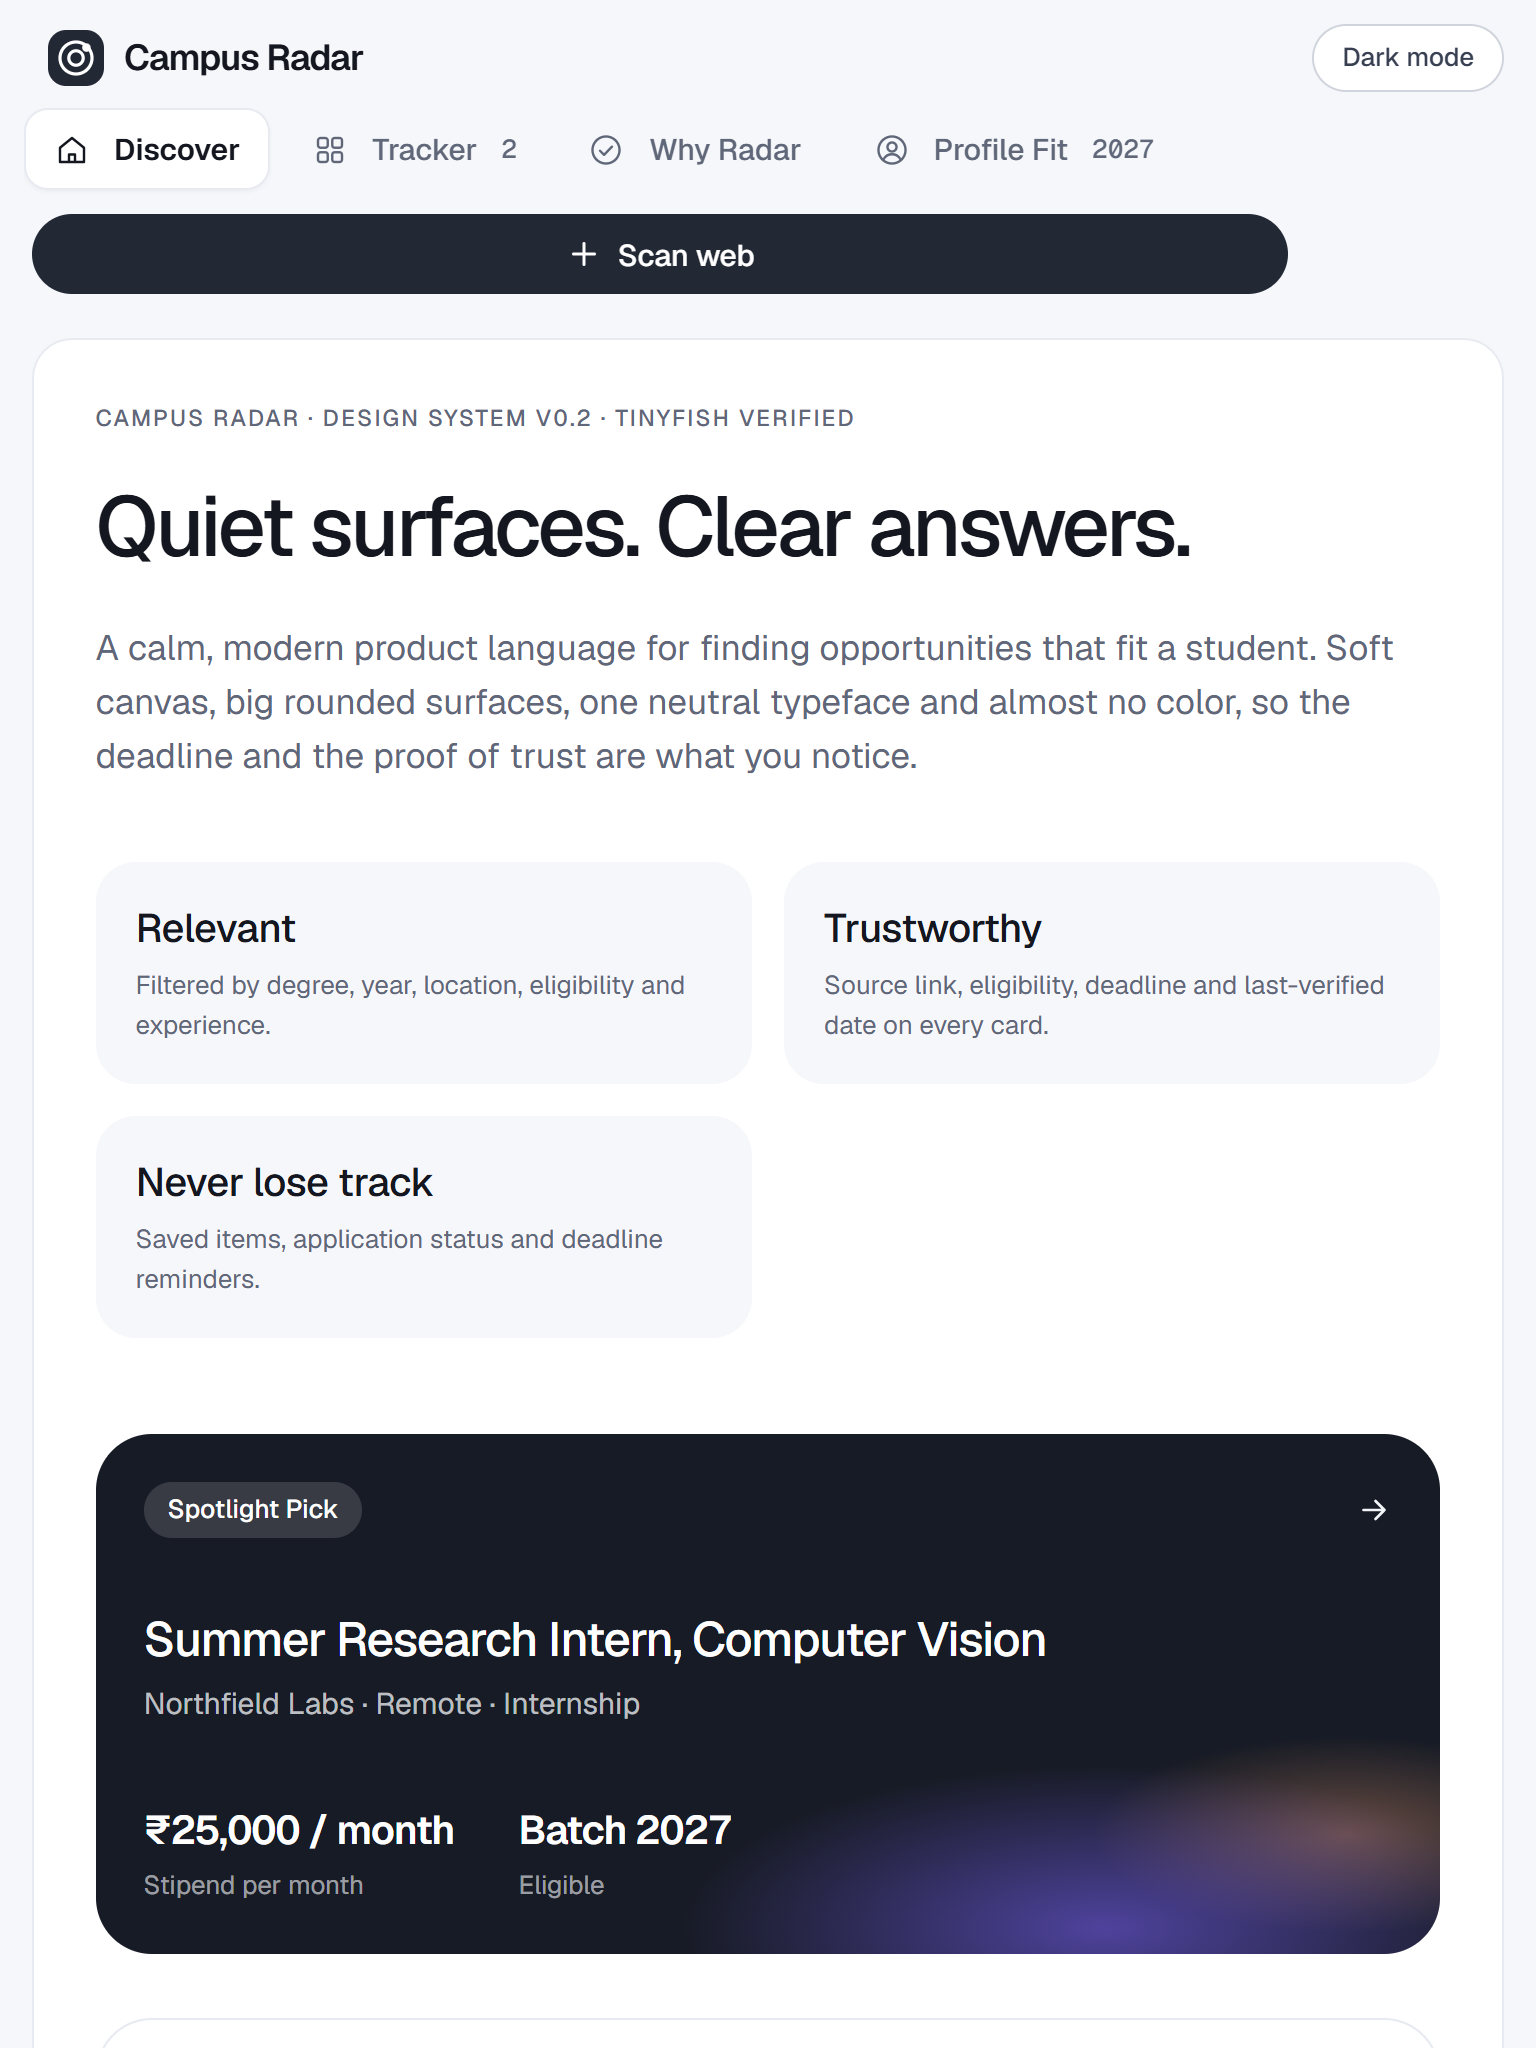 Campus Radar
Dark mode
Discover
Tracker 2
Why Radar
Profile Fit 2027
Scan web
CAMPUS RADAR · DESIGN SYSTEM V0.2 · TINYFISH VERIFIED
Quiet surfaces. Clear answers.
A calm, modern product language for finding opportunities that fit a student. Soft
canvas, big rounded surfaces, one neutral typeface and almost no color, so the
deadline and the proof of trust are what you notice.
Relevant
Filtered by degree, year, location, eligibility and
experience.
Trustworthy
Source link, eligibility, deadline and last-verified
date on every card.
Never lose track
Saved items, application status and deadline
reminders.
Spotlight Pick
Summer Research Intern, Computer Vision
Northfield Labs · Remote · Internship
₹25,000 / month
Stipend per month
Batch 2027
Eligible